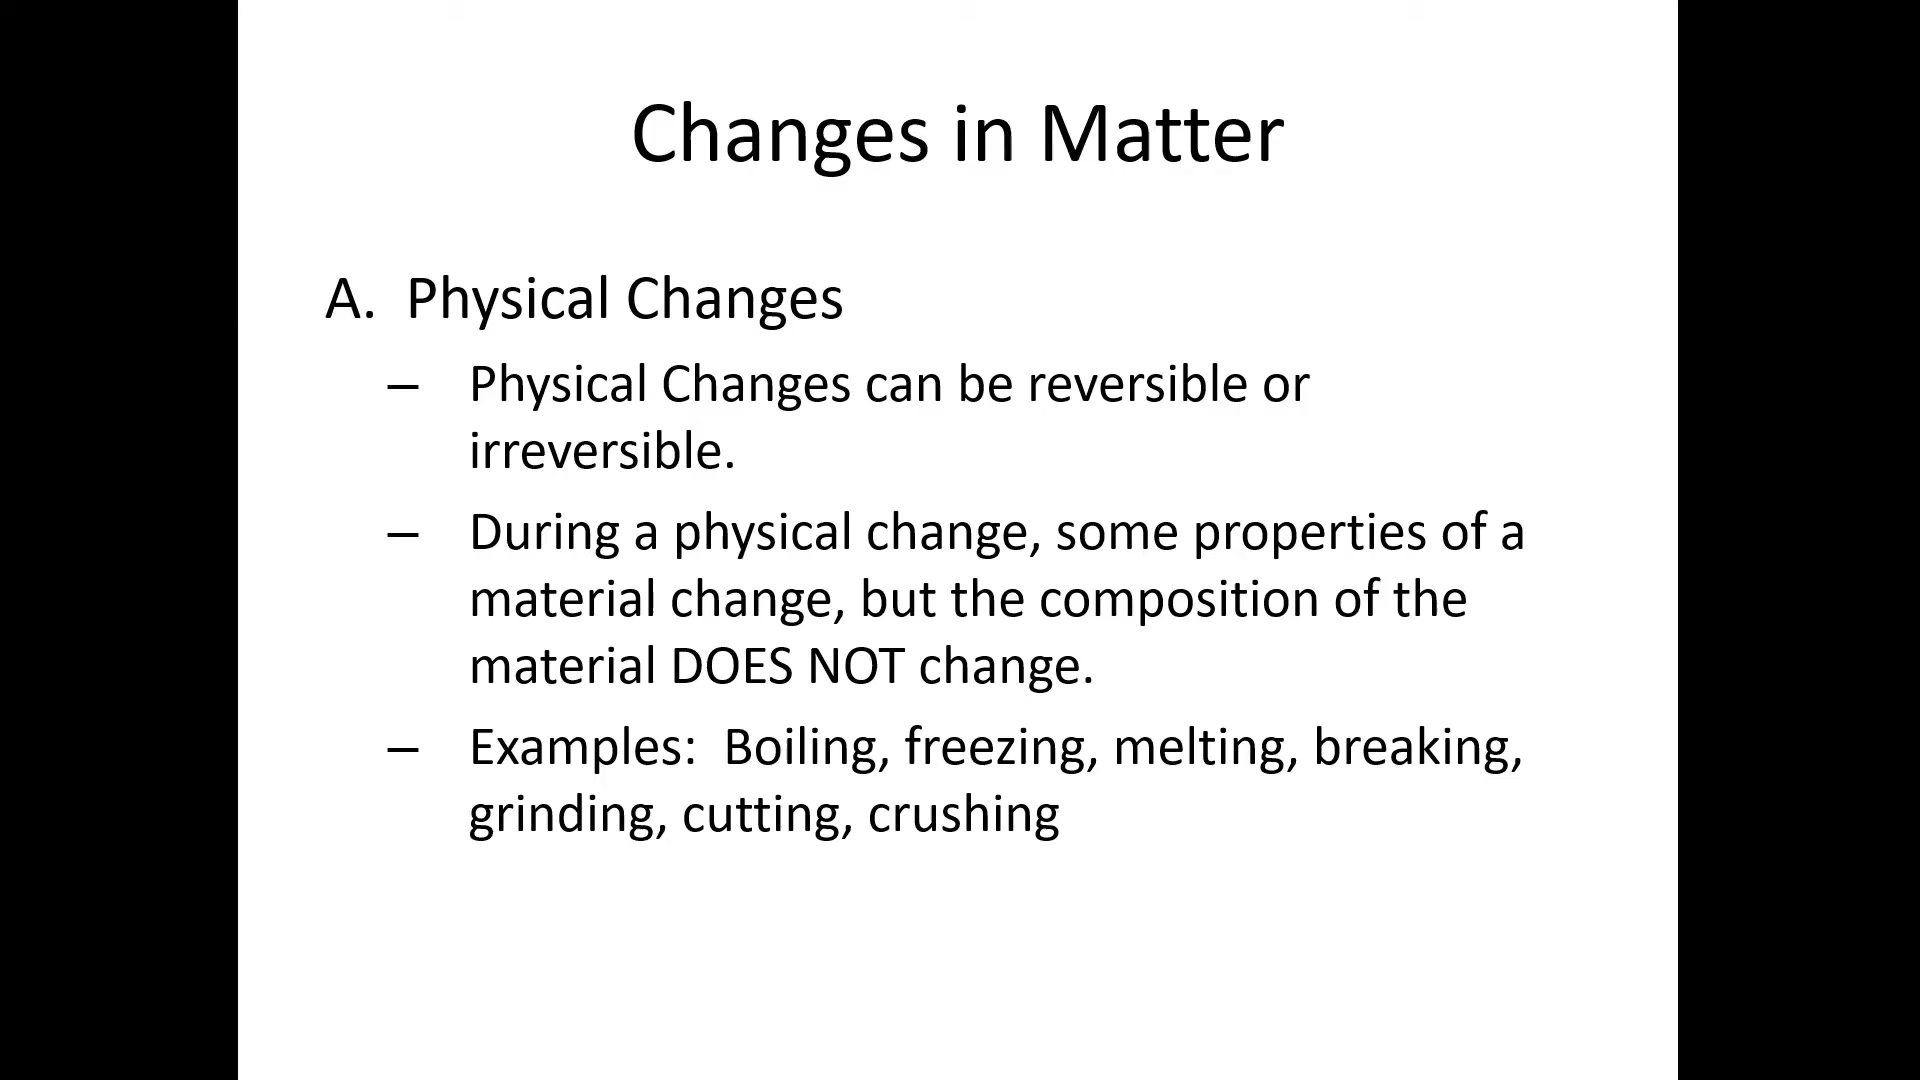 Changes in Matter
A. Physical Changes
– Physical Changes can be reversible or
irreversible.
– During a physical change, some properties of a
material change, but the composition of the
material DOES NOT change.
– Examples: Boiling, freezing, melting, breaking,
grinding, cutting, crushing